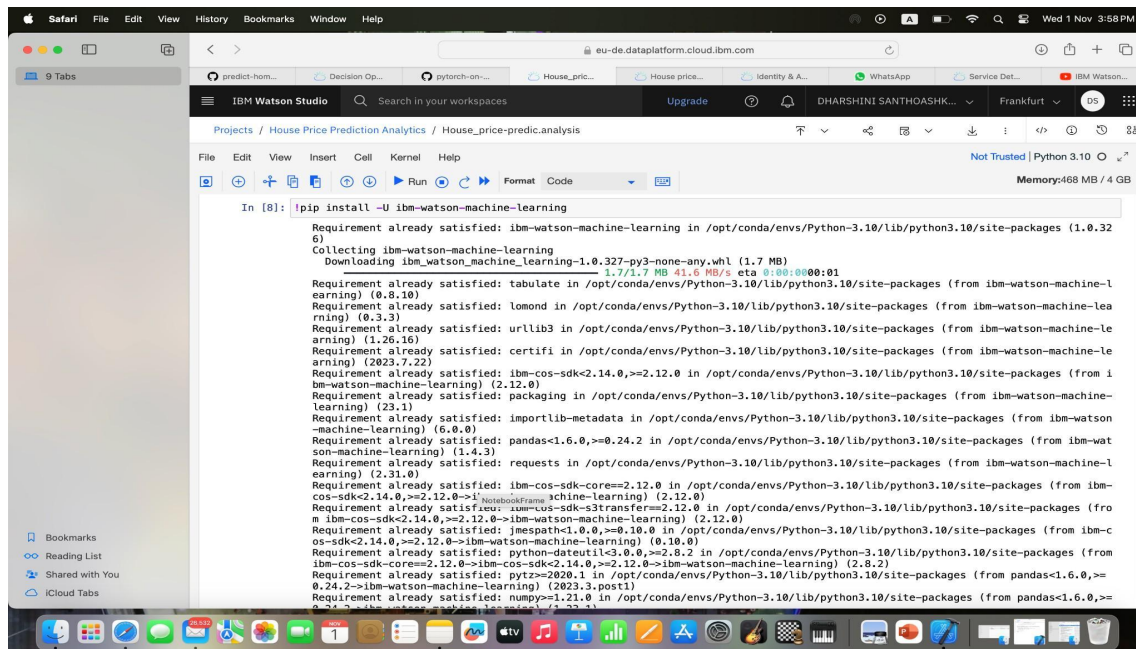 Safari File Edit View History Bookmarks Window Help
A
Wed 1 Nov 3:58 PM
eu-de.dataplatform.cloud.ibm.com
9 Tabs
predict-hom...
Decision Op...
pytorch-on-...
House_pric...
House price...
Identity & A...
WhatsApp
Service Det...
IBM Watson...
IBM Watson Studio
Search in your workspaces
Upgrade
DHARSHINI SANTHOASHK...
Frankfurt
DS
Projects / House Price Prediction Analytics / House_price-predic.analysis
File Edit View Insert Cell Kernel Help
Not Trusted | Python 3.10
Run
Format Code
Memory:468 MB / 4 GB
In [8]: !pip install -U ibm-watson-machine-learning
Requirement already satisfied: ibm-watson-machine-learning in /opt/conda/envs/Python-3.10/lib/python3.10/site-packages (1.0.32
6)
Collecting ibm-watson-machine-learning
Downloading ibm_watson_machine_learning-1.0.327-py3-none-any.whl (1.7 MB)
1.7/1.7 MB 41.6 MB/s eta 0:00:0000:01
Requirement already satisfied: tabulate in /opt/conda/envs/Python-3.10/lib/python3.10/site-packages (from ibm-watson-machine-l
earning) (0.8.10)
Requirement already satisfied: lomond in /opt/conda/envs/Python-3.10/lib/python3.10/site-packages (from ibm-watson-machine-lea
rning) (0.3.3)
Requirement already satisfied: urllib3 in /opt/conda/envs/Python-3.10/lib/python3.10/site-packages (from ibm-watson-machine-le
arning) (1.26.16)
Requirement already satisfied: certifi in /opt/conda/envs/Python-3.10/lib/python3.10/site-packages (from ibm-watson-machine-le
arning) (2023.7.22)
Requirement already satisfied: ibm-cos-sdk<2.14.0,>=2.12.0 in /opt/conda/envs/Python-3.10/lib/python3.10/site-packages (from i
bm-watson-machine-learning) (2.12.0)
Requirement already satisfied: packaging in /opt/conda/envs/Python-3.10/lib/python3.10/site-packages (from ibm-watson-machine-
learning) (23.1)
Requirement already satisfied: importlib-metadata in /opt/conda/envs/Python-3.10/lib/python3.10/site-packages (from ibm-watson
-machine-learning) (6.0.0)
Requirement already satisfied: pandas<1.6.0,>=0.24.2 in /opt/conda/envs/Python-3.10/lib/python3.10/site-packages (from ibm-wat
son-machine-learning) (1.4.3)
Requirement already satisfied: requests in /opt/conda/envs/Python-3.10/lib/python3.10/site-packages (from ibm-watson-machine-l
earning) (2.31.0)
Requirement already satisfied: ibm-cos-sdk-core==2.12.0 in /opt/conda/envs/Python-3.10/lib/python3.10/site-packages (from ibm-
cos-sdk<2.14.0,>=2.12.0->i achine-learning) (2.12.0)
NotebookFrame
Requirement already satisfied: ibm-cos-sdk-s3transfer==2.12.0 in /opt/conda/envs/Python-3.10/lib/python3.10/site-packages (fro
m ibm-cos-sdk<2.14.0,>=2.12.0->ibm-watson-machine-learning) (2.12.0)
Requirement already satisfied: jmespath<1.0.0,>=0.10.0 in /opt/conda/envs/Python-3.10/lib/python3.10/site-packages (from ibm-c
os-sdk<2.14.0,>=2.12.0->ibm-watson-machine-learning) (0.10.0)
Requirement already satisfied: python-dateutil<3.0.0,>=2.8.2 in /opt/conda/envs/Python-3.10/lib/python3.10/site-packages (from
ibm-cos-sdk-core==2.12.0->ibm-cos-sdk<2.14.0,>=2.12.0->ibm-watson-machine-learning) (2.8.2)
Requirement already satisfied: pytz>=2020.1 in /opt/conda/envs/Python-3.10/lib/python3.10/site-packages (from pandas<1.6.0,>=
0.24.2->ibm-watson-machine-learning) (2023.3.post1)
Requirement already satisfied: numpy>=1.21.0 in /opt/conda/envs/Python-3.10/lib/python3.10/site-packages (from pandas<1.6.0,>=
Bookmarks
Reading List
Shared with You
iCloud Tabs
26,532
NOV
1
tv